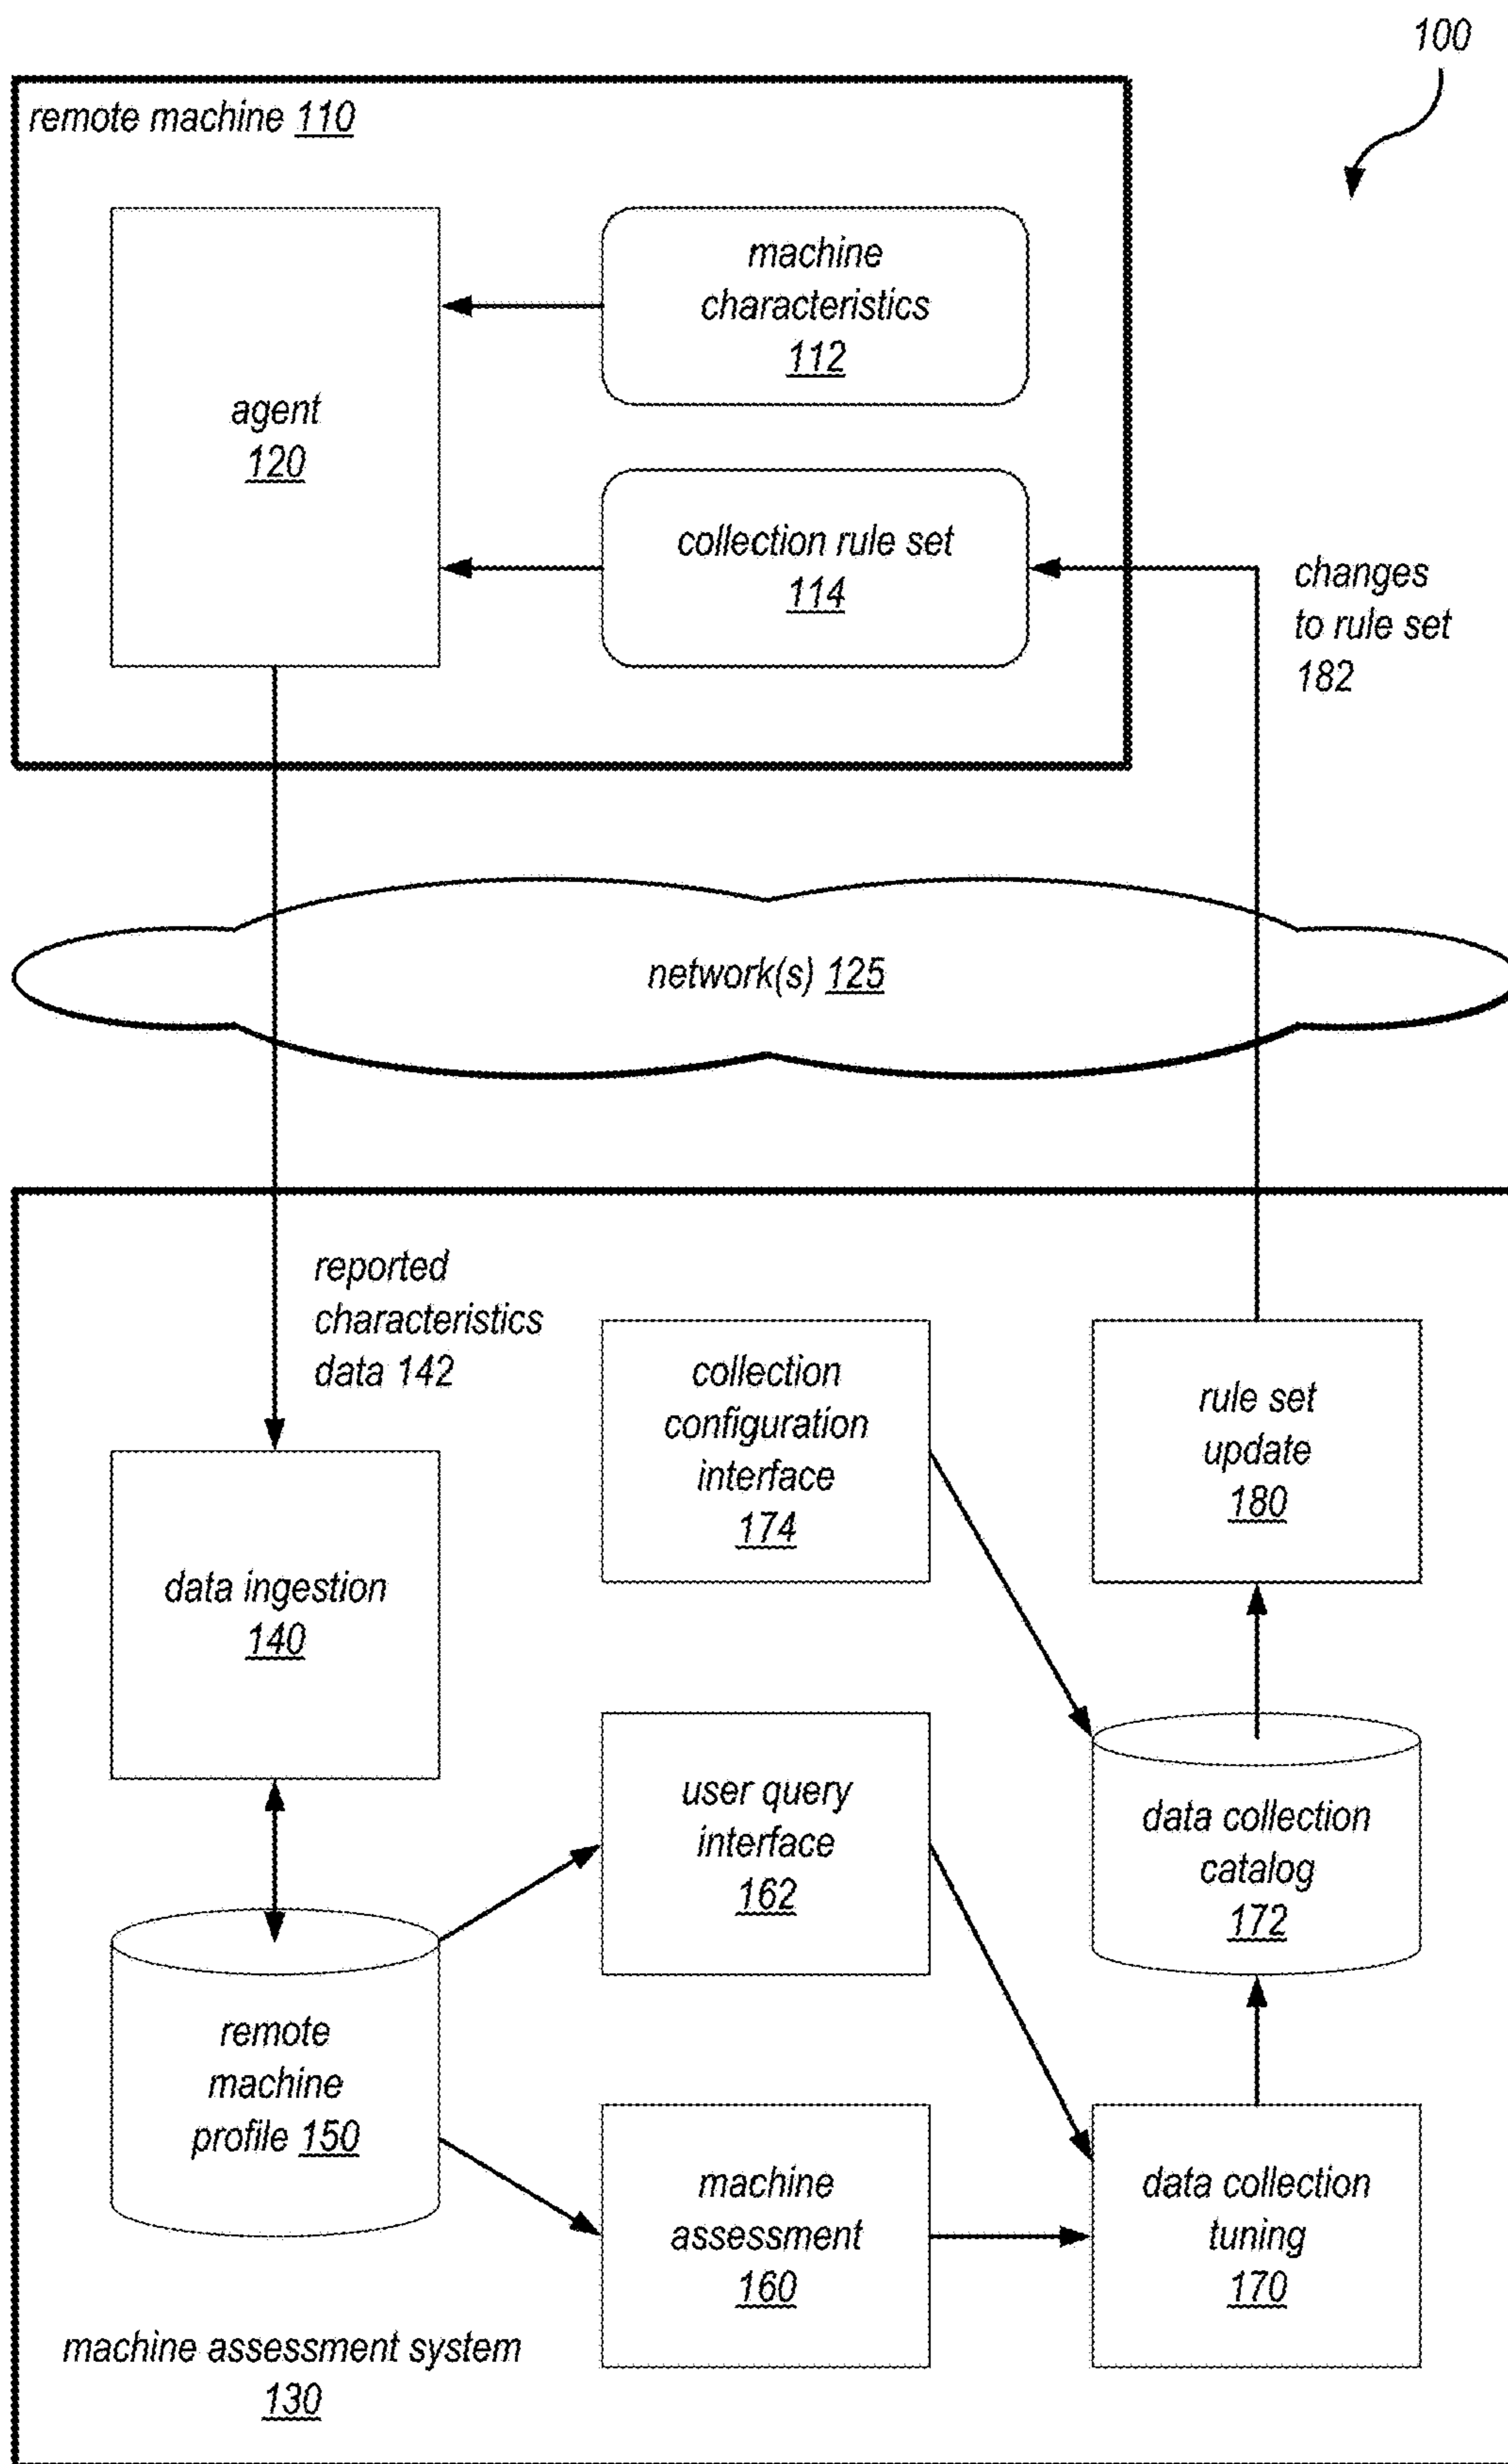 100
remote machine 110
machine
characteristics
112
agent
120
collection rule set
114
changes
to rule set
182
network(s) 125
reported
characteristics
data 142
collection
configuration
interface
174
rule set
update
180
data ingestion
140
user query
interface
162
data collection
catalog
172
remote
machine
profile 150
machine
assessment
160
data collection
tuning
170
machine assessment system
130